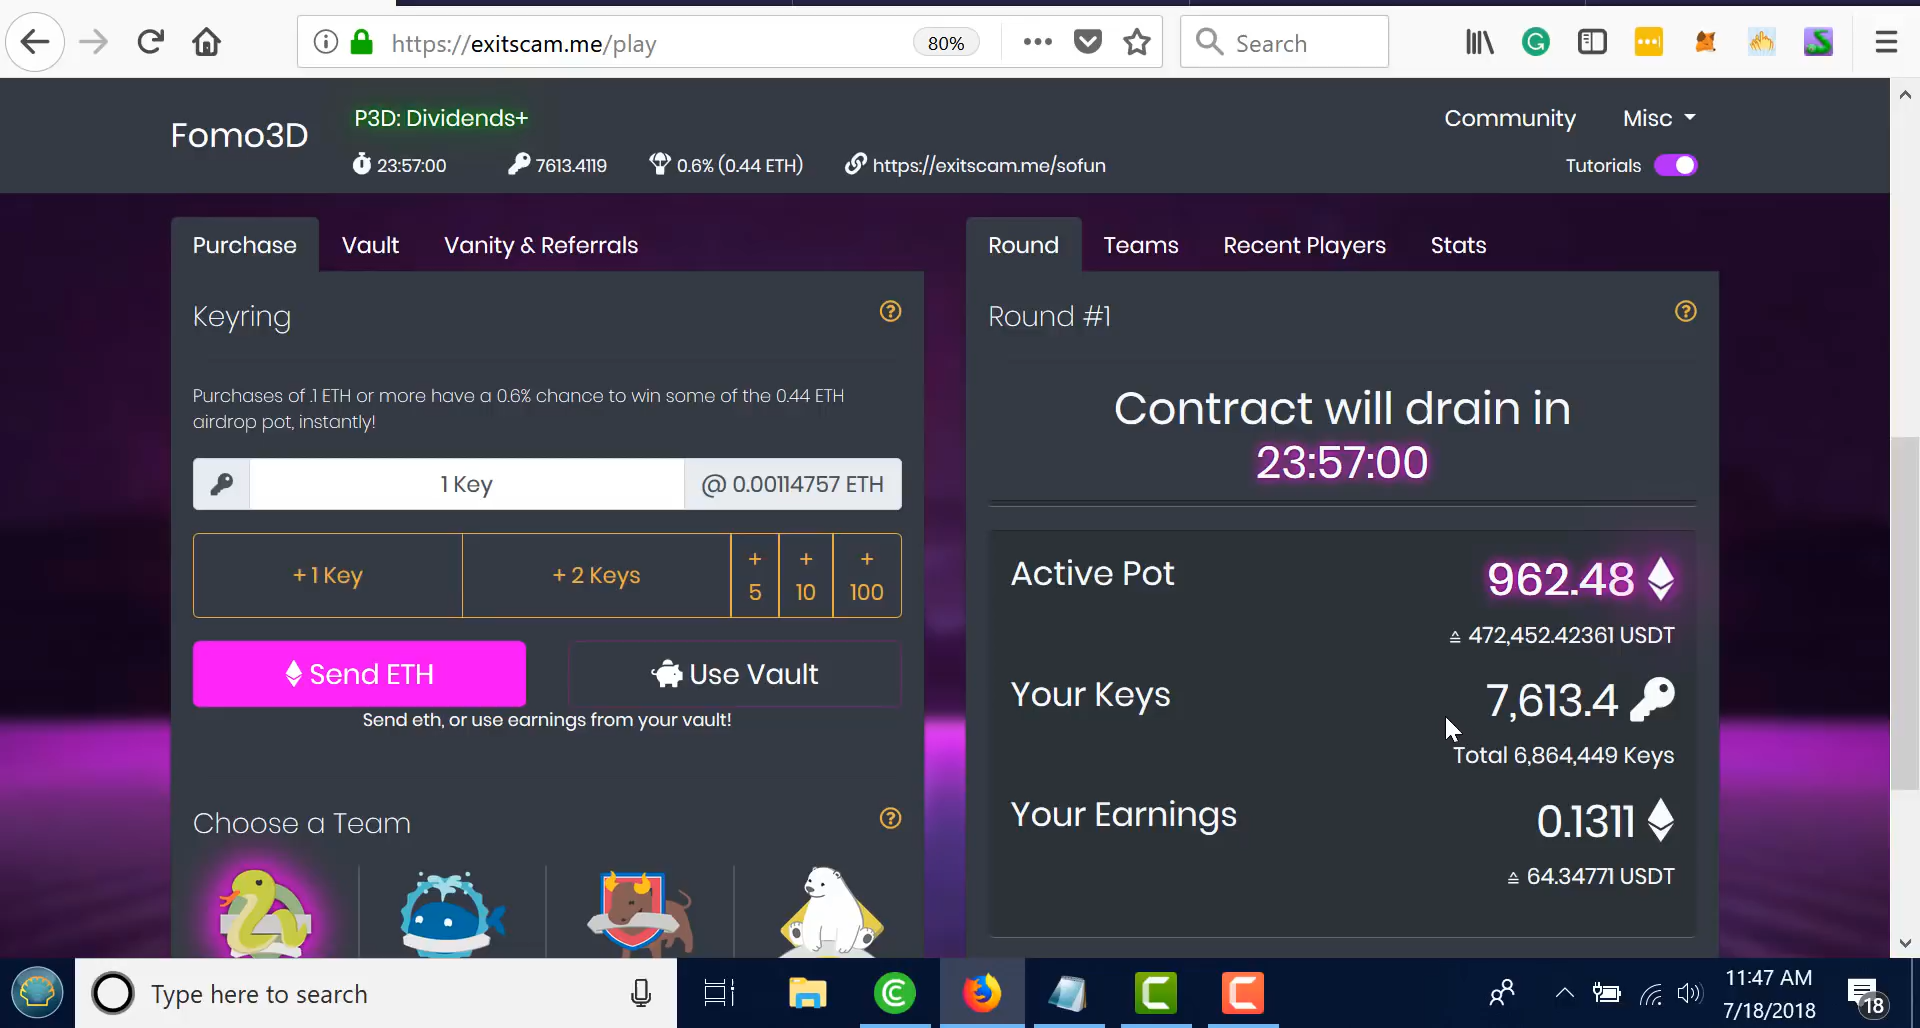 https://exitscam.me/play
80%
Search
Fomo3D
P3D: Dividends+
Community
Misc
23:57:00
7613.4119
0.6% (0.44 ETH)
https://exitscam.me/sofun
Tutorials
Purchase
Vault
Vanity & Referrals
Keyring
Purchases of .1 ETH or more have a 0.6% chance to win some of the 0.44 ETH
airdrop pot, instantly!
1 Key
@ 0.00114757 ETH
+ 1 Key
+ 2 Keys
+
5
+
10
+
100
Send ETH
Use Vault
Send eth, or use earnings from your vault!
Choose a Team
Round
Teams
Recent Players
Stats
Round #1
Contract will drain in
23:57:00
Active Pot
962.48
≙ 472,452.42361 USDT
Your Keys
7,613.4
Total 6,864,449 Keys
Your Earnings
0.1311
≙ 64.34771 USDT
Type here to search
11:47 AM
7/18/2018
18